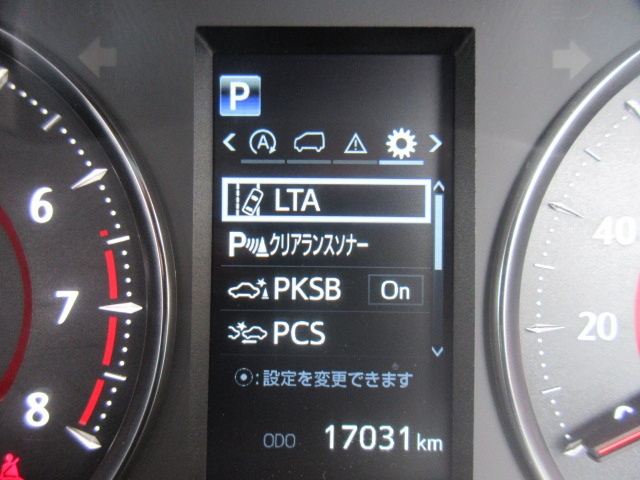 P
A
LTA
P クリアランスソナー
PKSB On
PCS
:設定を変更できます
ODO 17031km
6
7
8
40
20